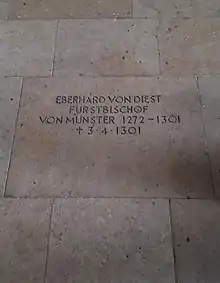 EBERHARD VON DIEST
FÜRSTBISCHOF
VON MÜNSTER 1272–1301
† 3·4·1301